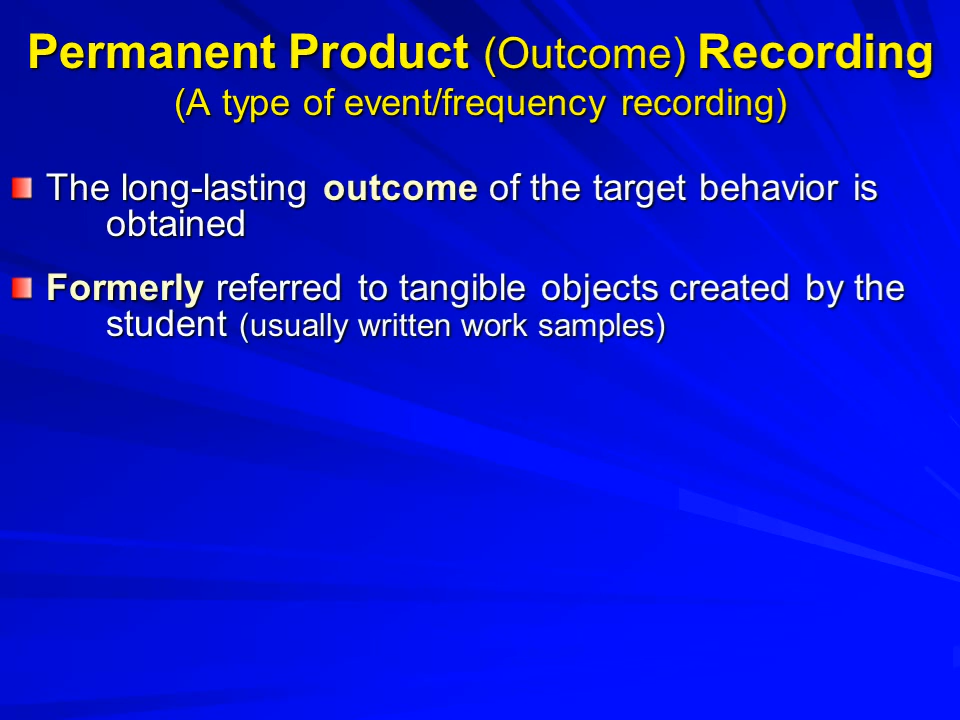 Permanent Product (Outcome) Recording
(A type of event/frequency recording)
The long-lasting outcome of the target behavior is
obtained
Formerly referred to tangible objects created by the
student (usually written work samples)